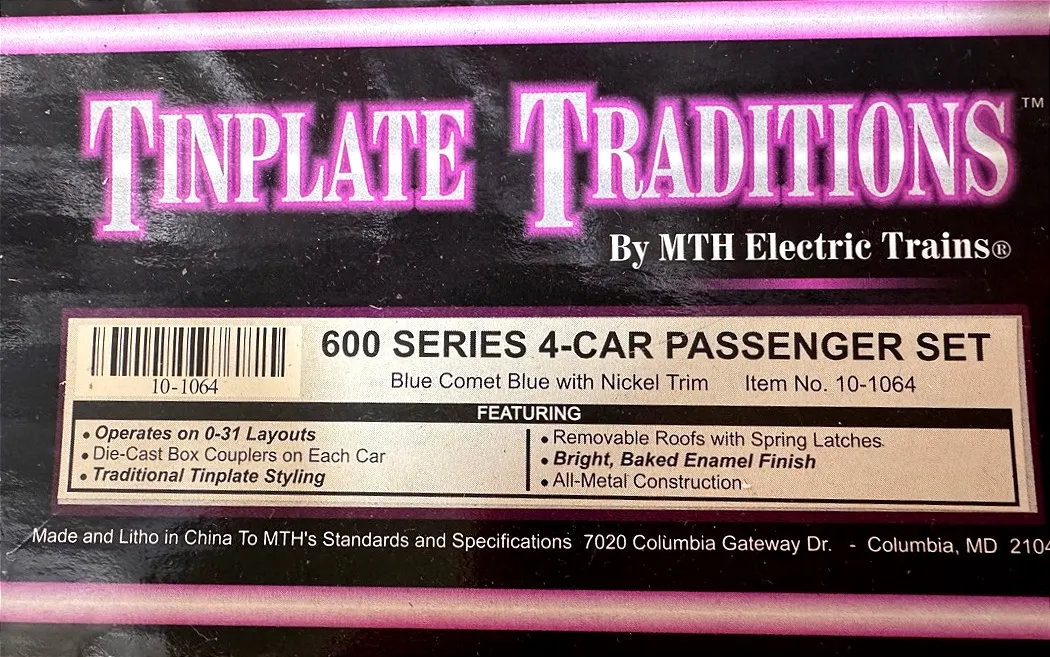 TINPLATE TRADITIONS™
By MTH Electric Trains®
600 SERIES 4-CAR PASSENGER SET
10-1064
Blue Comet Blue with Nickel Trim Item No. 10-1064
FEATURING
• Operates on 0-31 Layouts
• Die-Cast Box Couplers on Each Car
• Traditional Tinplate Styling
• Removable Roofs with Spring Latches
• Bright, Baked Enamel Finish
• All-Metal Construction
Made and Litho in China To MTH's Standards and Specifications 7020 Columbia Gateway Dr. - Columbia, MD 2104